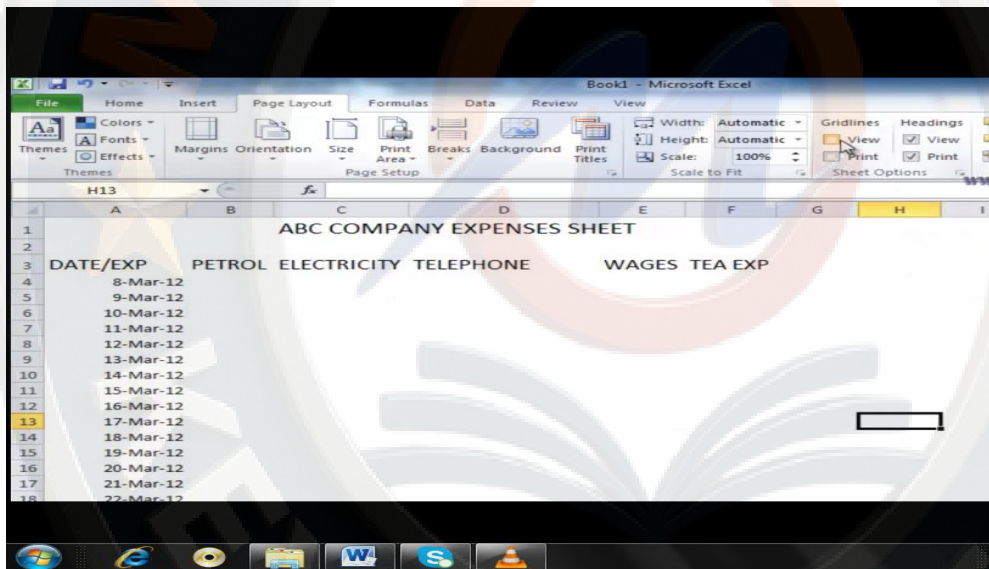 Book1 - Microsoft Excel
File Home Insert Page Layout Formulas Data Review View
Colors Width: Automatic Gridlines Headings
Fonts Height: Automatic View View
Themes Effects Margins Orientation Size Print Area Breaks Background Print Titles Scale: 100% Print Print
Themes Page Setup Scale to Fit Sheet Options
H13 fx
A B C D E F G H I
1 ABC COMPANY EXPENSES SHEET
2
3 DATE/EXP PETROL ELECTRICITY TELEPHONE WAGES TEA EXP
4 8-Mar-12
5 9-Mar-12
6 10-Mar-12
7 11-Mar-12
8 12-Mar-12
9 13-Mar-12
10 14-Mar-12
11 15-Mar-12
12 16-Mar-12
13 17-Mar-12
14 18-Mar-12
15 19-Mar-12
16 20-Mar-12
17 21-Mar-12
18 22-Mar-12